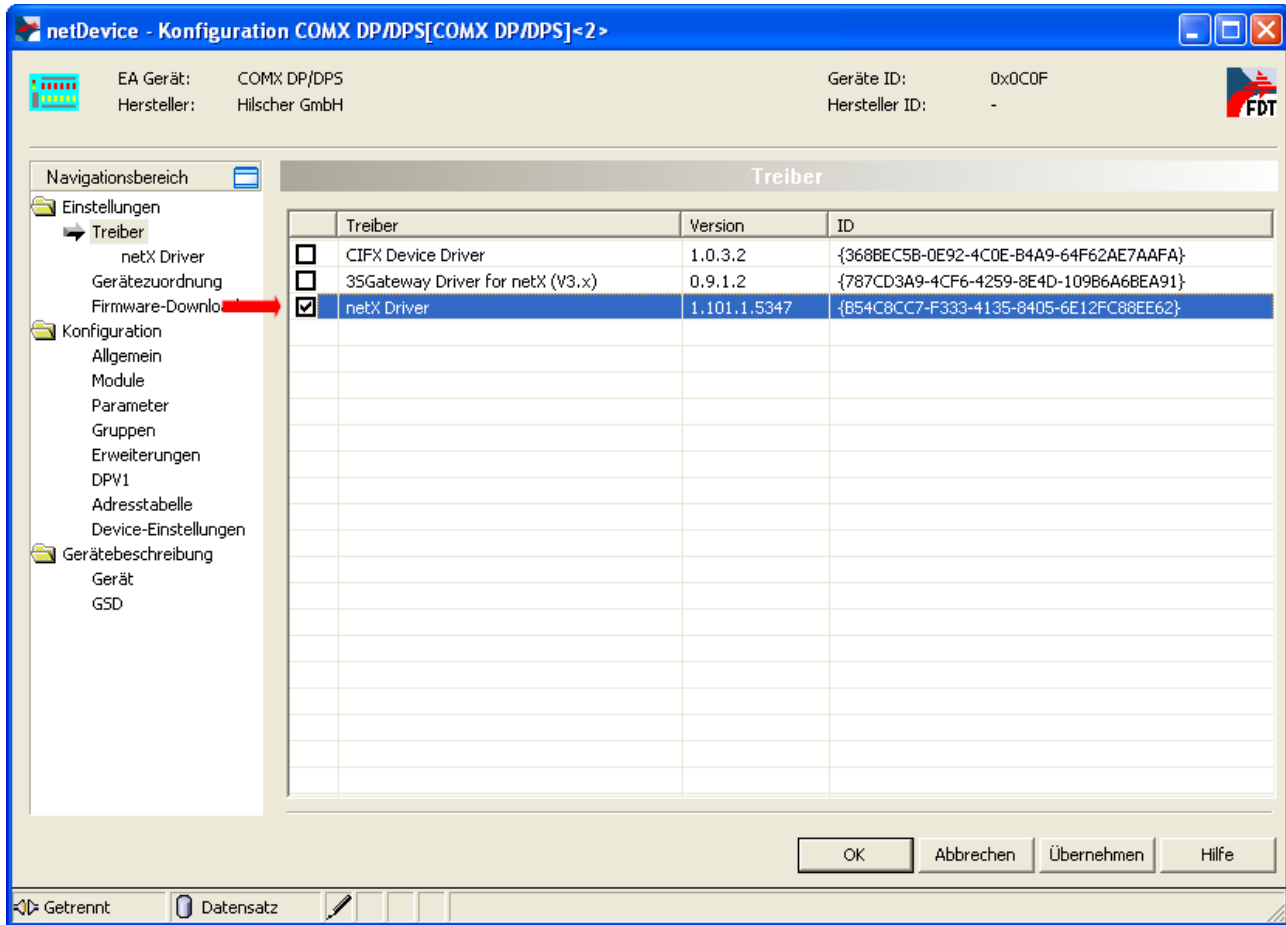 netDevice - Konfiguration COMX DP/DPS[COMX DP/DPS]<2>
EA Gerät: COMX DP/DPS Geräte ID: 0x0C0F
Hersteller: Hilscher GmbH Hersteller ID: -
FDT
Navigationsbereich
Einstellungen
Treiber
netX Driver
Gerätezuordnung
Firmware-Downlo
Konfiguration
Allgemein
Module
Parameter
Gruppen
Erweiterungen
DPV1
Adresstabelle
Device-Einstellungen
Gerätebeschreibung
Gerät
GSD
Treiber
Treiber Version ID
CIFX Device Driver 1.0.3.2 {368BEC5B-0E92-4C0E-B4A9-64F62AE7AAFA}
3SGateway Driver for netX (V3.x) 0.9.1.2 {787CD3A9-4CF6-4259-8E4D-109B6A6BEA91}
netX Driver 1.101.1.5347 {B54C8CC7-F333-4135-8405-6E12FC88EE62}
OK Abbrechen Übernehmen Hilfe
Getrennt Datensatz